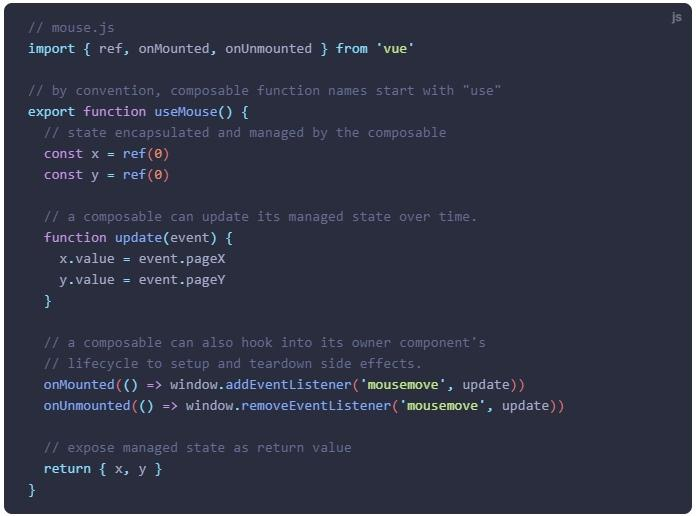 js
// mouse.js
import { ref, onMounted, onUnmounted } from 'vue'
// by convention, composable function names start with "use"
export function useMouse() {
// state encapsulated and managed by the composable
const x = ref(0)
const y = ref(0)
// a composable can update its managed state over time.
function update(event) {
x.value = event.pageX
y.value = event.pageY
}
// a composable can also hook into its owner component's
// lifecycle to setup and teardown side effects.
onMounted(() => window.addEventListener('mousemove', update))
onUnmounted(() => window.removeEventListener('mousemove', update))
// expose managed state as return value
return { x, y }
}